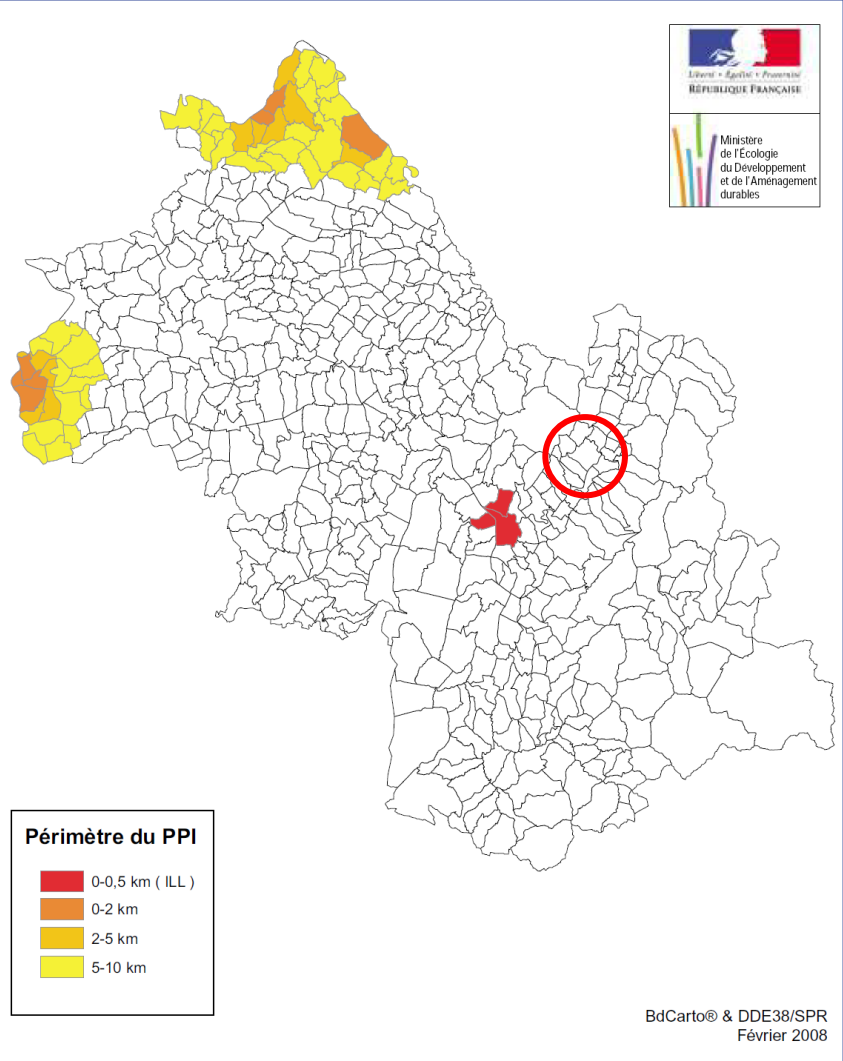 Liberté • Égalité • Fraternité
RÉPUBLIQUE FRANÇAISE
Ministère
de l'Écologie
du Développement
et de l'Aménagement
durables
Périmètre du PPI
0-0,5 km ( ILL )
0-2 km
2-5 km
5-10 km
BdCarto® & DDE38/SPR
Février 2008